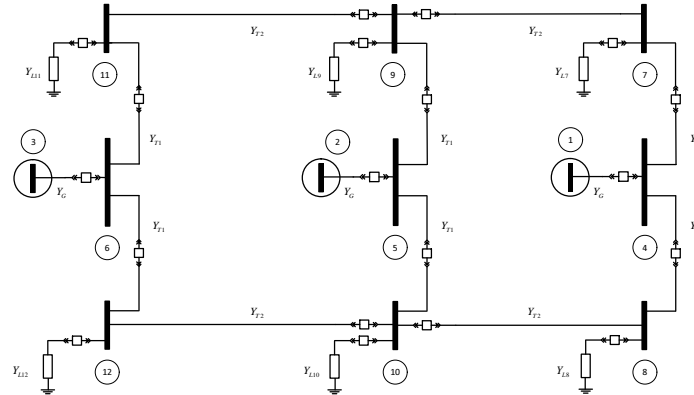 Y_{T2}
Y_{T2}
Y_{L11}
11
Y_{L9}
9
Y_{L7}
7
3
Y_{T1}
2
Y_{T1}
1
Y
Y_G
Y_G
Y_G
6
Y_{T1}
5
Y_{T1}
4
Y
Y_{T2}
Y_{T2}
Y_{L12}
12
Y_{L10}
10
Y_{L8}
8